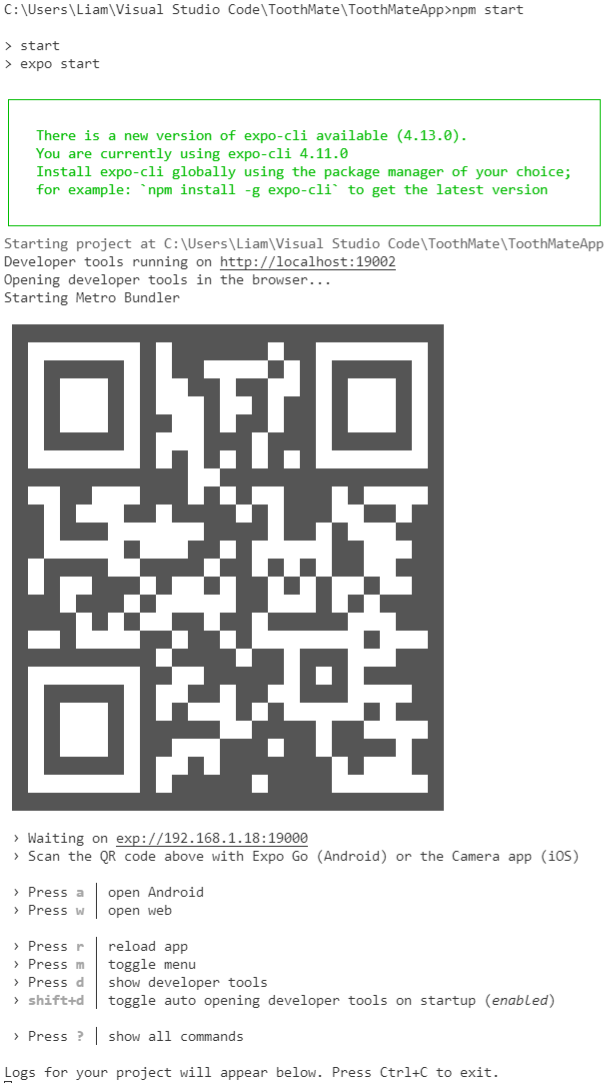 C:\Users\Liam\Visual Studio Code\ToothMate\ToothMateApp>npm start
> start
> expo start
There is a new version of expo-cli available (4.13.0).
You are currently using expo-cli 4.11.0
Install expo-cli globally using the package manager of your choice;
for example: `npm install -g expo-cli` to get the latest version
Starting project at C:\Users\Liam\Visual Studio Code\ToothMate\ToothMateApp
Developer tools running on http://localhost:19002
Opening developer tools in the browser...
Starting Metro Bundler
› Waiting on exp://192.168.1.18:19000
› Scan the QR code above with Expo Go (Android) or the Camera app (iOS)
› Press a │ open Android
› Press w │ open web
› Press r │ reload app
› Press m │ toggle menu
› Press d │ show developer tools
› shift+d │ toggle auto opening developer tools on startup (enabled)
› Press ? │ show all commands
Logs for your project will appear below. Press Ctrl+C to exit.